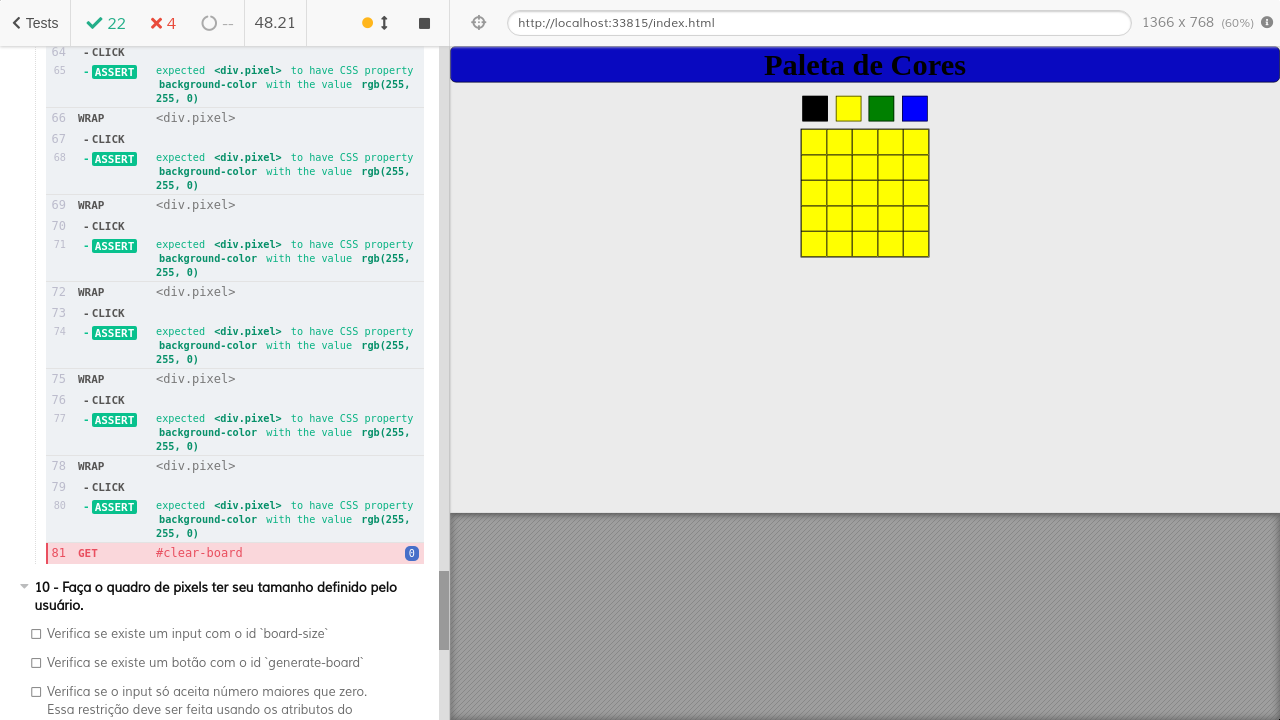 Tests 22 4 -- 48.21 http://localhost:33815/index.html 1366 x 768 (60%)
Paleta de Cores
64 - CLICK
65 - ASSERT expected <div.pixel> to have CSS property
background-color with the value rgb(255,
255, 0)
66 WRAP <div.pixel>
67 - CLICK
68 - ASSERT expected <div.pixel> to have CSS property
background-color with the value rgb(255,
255, 0)
69 WRAP <div.pixel>
70 - CLICK
71 - ASSERT expected <div.pixel> to have CSS property
background-color with the value rgb(255,
255, 0)
72 WRAP <div.pixel>
73 - CLICK
74 - ASSERT expected <div.pixel> to have CSS property
background-color with the value rgb(255,
255, 0)
75 WRAP <div.pixel>
76 - CLICK
77 - ASSERT expected <div.pixel> to have CSS property
background-color with the value rgb(255,
255, 0)
78 WRAP <div.pixel>
79 - CLICK
80 - ASSERT expected <div.pixel> to have CSS property
background-color with the value rgb(255,
255, 0)
81 GET #clear-board 0
10 - Faça o quadro de pixels ter seu tamanho definido pelo
usuário.
Verifica se existe um input com o id `board-size`
Verifica se existe um botão com o id `generate-board`
Verifica se o input só aceita número maiores que zero.
Essa restrição deve ser feita usando os atributos do